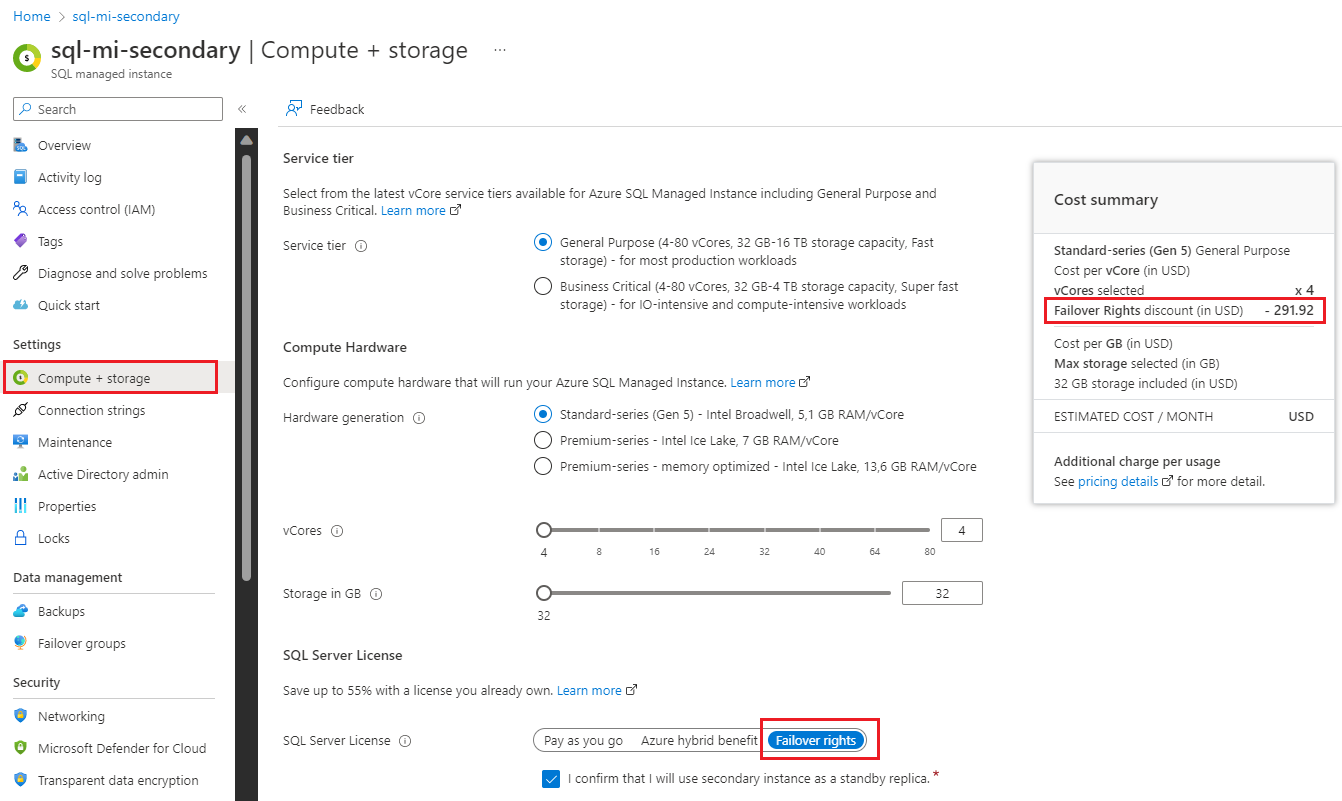 Home > sql-mi-secondary
sql-mi-secondary | Compute + storage ...
SQL managed instance
Search
«
Overview
Activity log
Access control (IAM)
Tags
Diagnose and solve problems
Quick start
Settings
Compute + storage
Connection strings
Maintenance
Active Directory admin
Properties
Locks
Data management
Backups
Failover groups
Security
Networking
Microsoft Defender for Cloud
Transparent data encryption
Feedback
Service tier
Select from the latest vCore service tiers available for Azure SQL Managed Instance including General Purpose and
Business Critical. Learn more
Service tier
General Purpose (4-80 vCores, 32 GB-16 TB storage capacity, Fast
storage) - for most production workloads
Business Critical (4-80 vCores, 32 GB-4 TB storage capacity, Super fast
storage) - for IO-intensive and compute-intensive workloads
Compute Hardware
Configure compute hardware that will run your Azure SQL Managed Instance. Learn more
Hardware generation
Standard-series (Gen 5) - Intel Broadwell, 5,1 GB RAM/vCore
Premium-series - Intel Ice Lake, 7 GB RAM/vCore
Premium-series - memory optimized - Intel Ice Lake, 13,6 GB RAM/vCore
vCores
4
4 8 16 24 32 40 64 80
Storage in GB
32
32
SQL Server License
Save up to 55% with a license you already own. Learn more
SQL Server License
Pay as you go Azure hybrid benefit Failover rights
I confirm that I will use secondary instance as a standby replica. *
Cost summary
Standard-series (Gen 5) General Purpose
Cost per vCore (in USD)
vCores selected x 4
Failover Rights discount (in USD) - 291.92
Cost per GB (in USD)
Max storage selected (in GB)
32 GB storage included (in USD)
ESTIMATED COST / MONTH USD
Additional charge per usage
See pricing details for more detail.